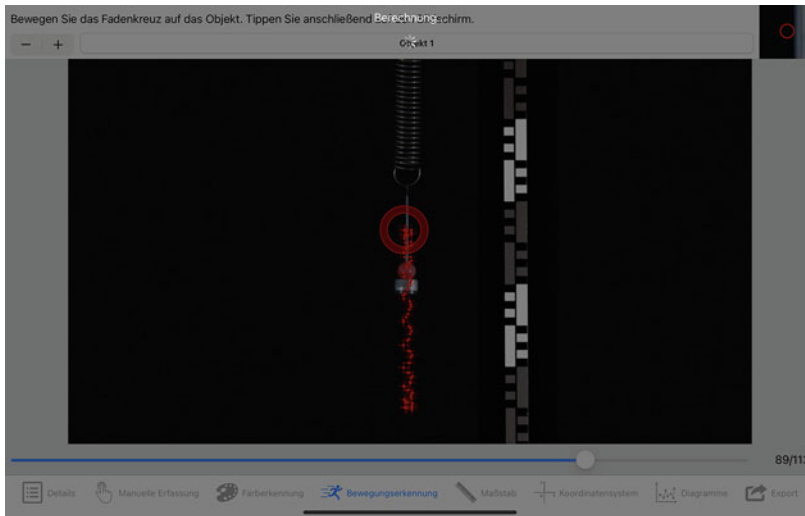 Bewegen Sie das Fadenkreuz auf das Objekt. Tippen Sie anschließend
Berechnung
schirm.
− +
Objekt 1
89/11
Details
Manuelle Erfassung
Farberkennung
Bewegungserkennung
Maßstab
Koordinatensystem
Diagramme
Export